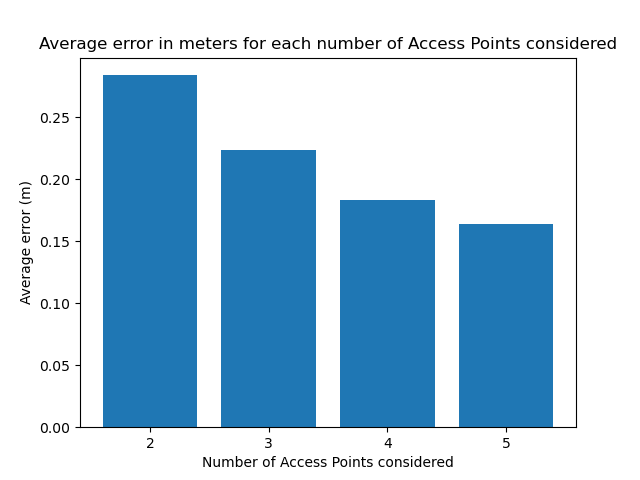 Average error in meters for each number of Access Points considered
0.25
0.20
0.15
0.10
0.05
0.00
Average error (m)
2 3 4 5
Number of Access Points considered